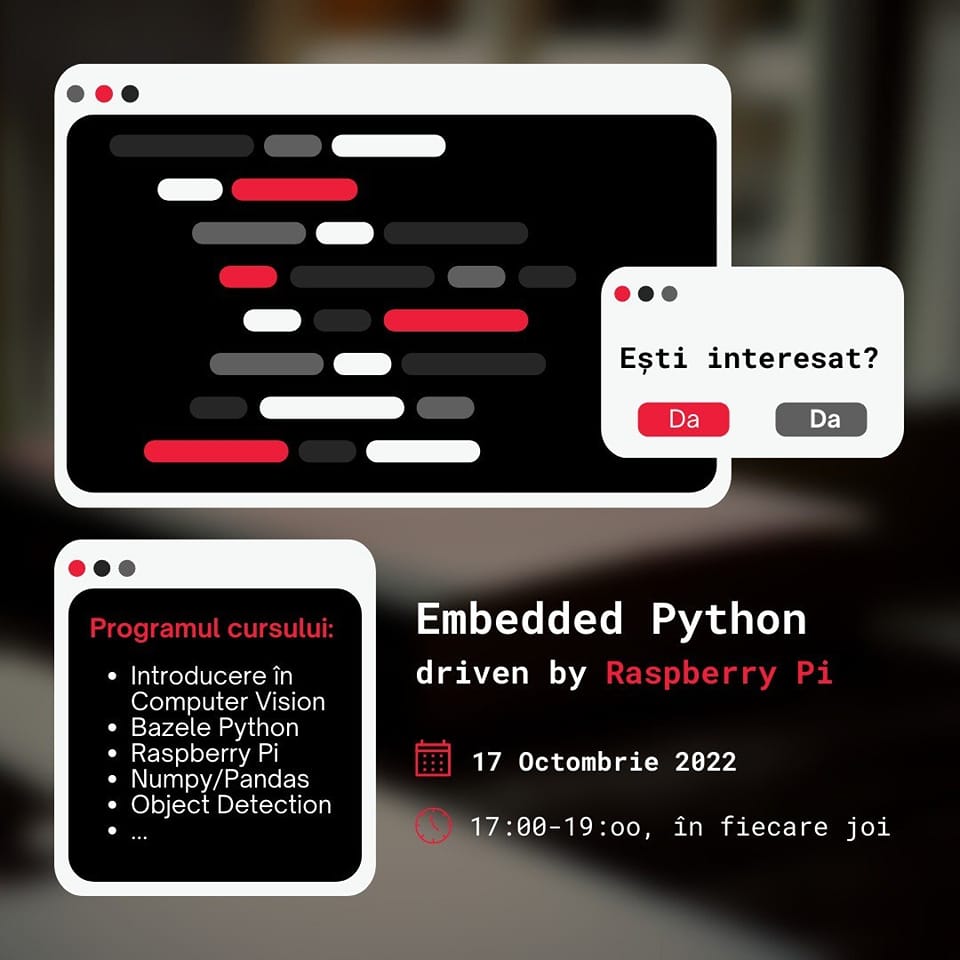 Ești interesat?
Da
Da
Programul cursului:
• Introducere în
Computer Vision
• Bazele Python
• Raspberry Pi
• Numpy/Pandas
• Object Detection
• ...
Embedded Python
driven by Raspberry Pi
17 Octombrie 2022
17:00-19:oo, în fiecare joi